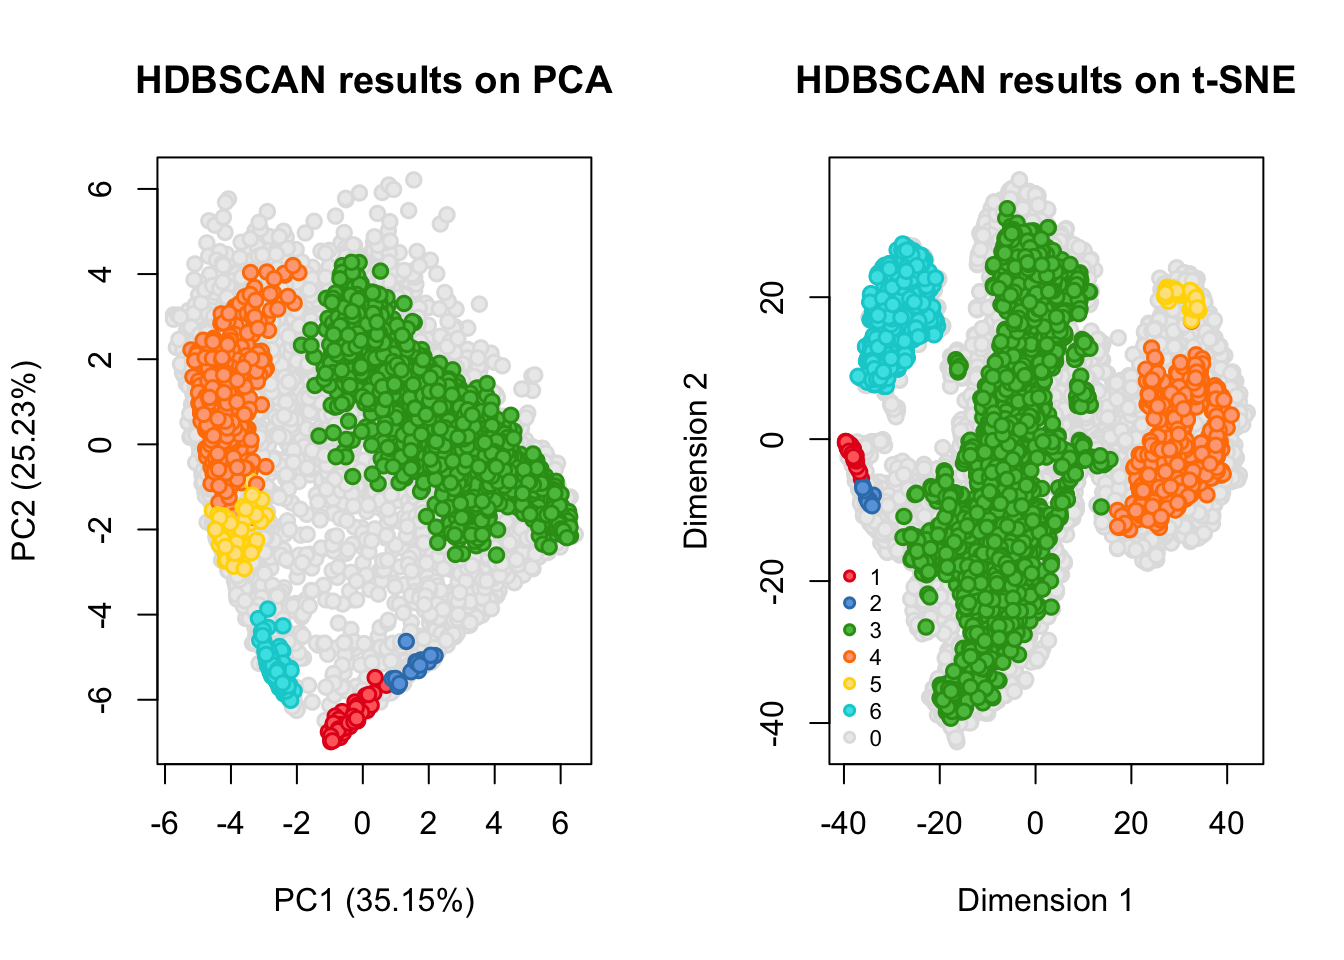 HDBSCAN results on PCA
6
4
2
0
-2
-4
-6
PC2 (25.23%)
-6 -4 -2 0 2 4 6
PC1 (35.15%)
HDBSCAN results on t-SNE
20
0
-20
-40
Dimension 2
1
2
3
4
5
6
0
-40 -20 0 20 40
Dimension 1